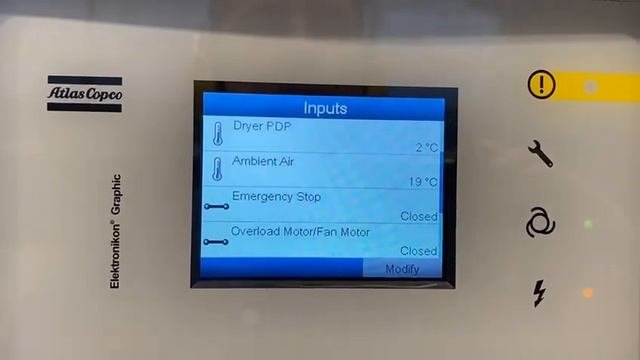 Atlas Copco
Elektronikon® Graphic
Inputs
Dryer PDP
2 °C
Ambient Air
19 °C
Emergency Stop
Closed
Overload Motor/Fan Motor
Closed
Modify